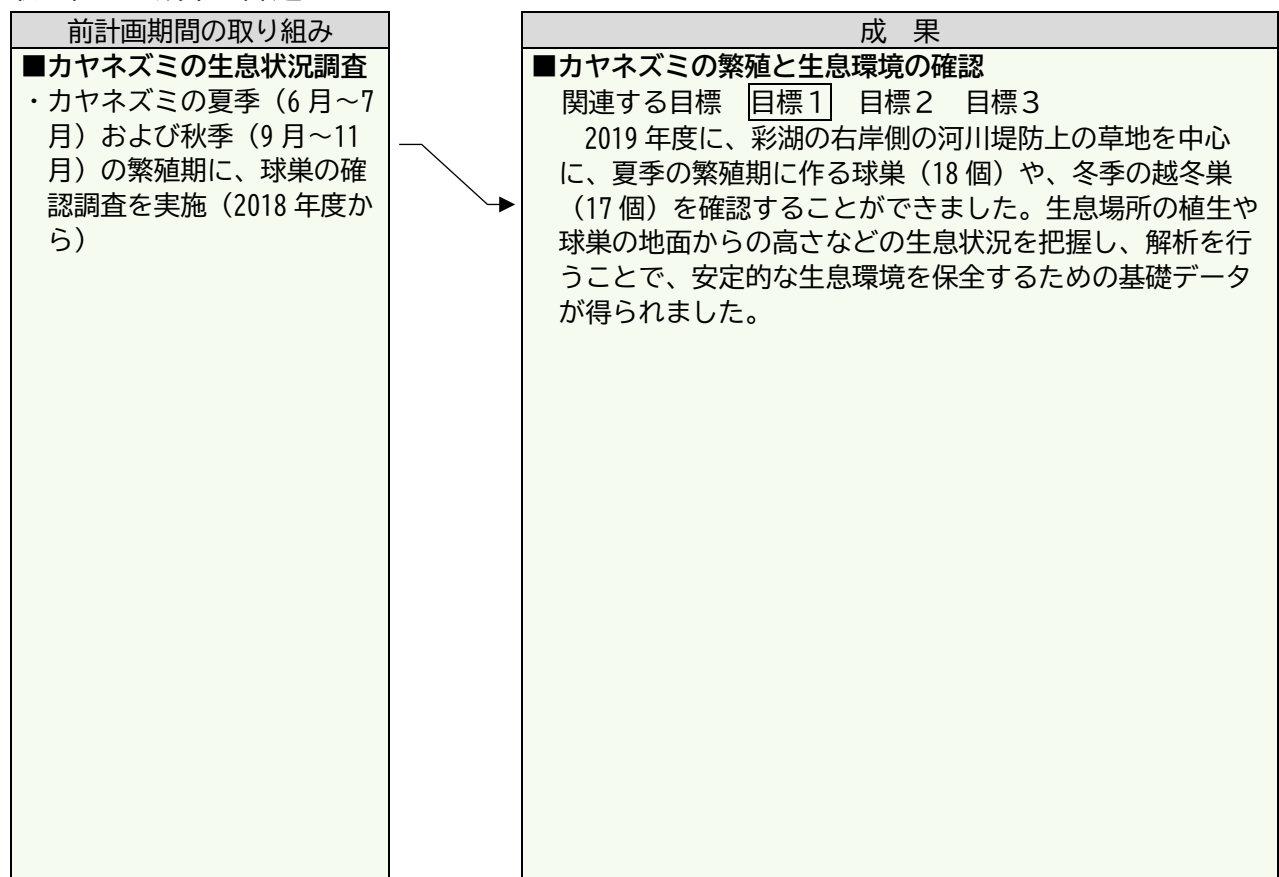 前計画期間の取り組み
■カヤネズミの生息状況調査
・カヤネズミの夏季（6月～7
月）および秋季（9月～11
月）の繁殖期に、球巣の確
認調査を実施（2018年度か
ら）
成　果
■カヤネズミの繁殖と生息環境の確認
関連する目標　目標１　目標２　目標３
2019年度に、彩湖の右岸側の河川堤防上の草地を中心
に、夏季の繁殖期に作る球巣（18個）や、冬季の越冬巣
（17個）を確認することができました。生息場所の植生や
球巣の地面からの高さなどの生息状況を把握し、解析を行
うことで、安定的な生息環境を保全するための基礎データ
が得られました。